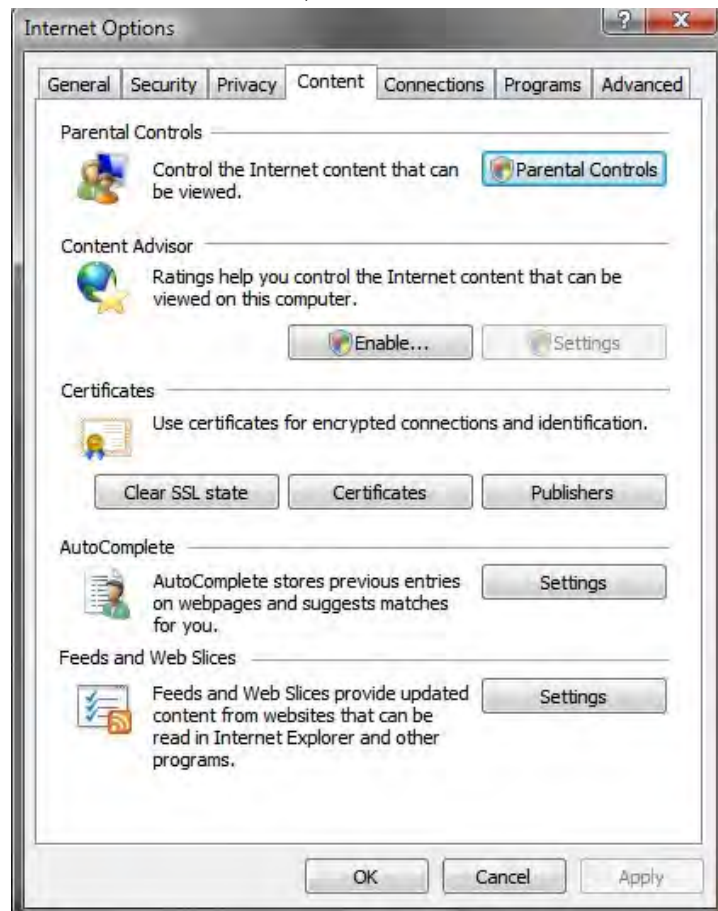 Internet Options
? X
General Security Privacy Content Connections Programs Advanced
Parental Controls
Control the Internet content that can
be viewed.
Parental Controls
Content Advisor
Ratings help you control the Internet content that can be
viewed on this computer.
Enable... Settings
Certificates
Use certificates for encrypted connections and identification.
Clear SSL state Certificates Publishers
AutoComplete
AutoComplete stores previous entries
on webpages and suggests matches
for you.
Settings
Feeds and Web Slices
Feeds and Web Slices provide updated
content from websites that can be
read in Internet Explorer and other
programs.
Settings
OK Cancel Apply